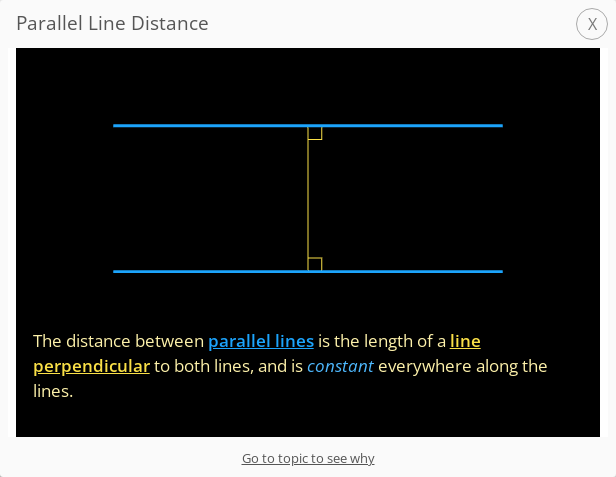 Parallel Line Distance
X
The distance between parallel lines is the length of a line
perpendicular to both lines, and is constant everywhere along the
lines.
Go to topic to see why